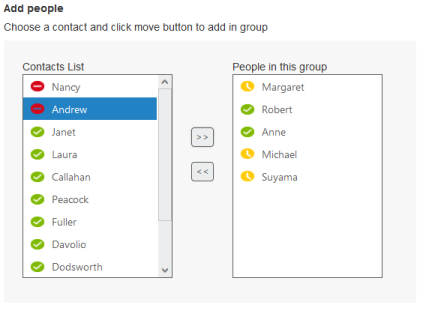 Add people
Choose a contact and click move button to add in group
Contacts List
Nancy
Andrew
Janet
Laura
Callahan
Peacock
Fuller
Davolio
Dodsworth
>>
<<
People in this group
Margaret
Robert
Anne
Michael
Suyama